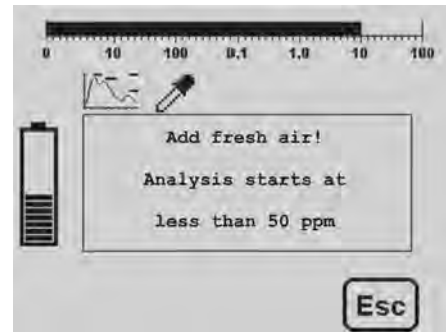 0 10 100 0,1 1,0 10 100
Add fresh air!
Analysis starts at
less than 50 ppm
Esc